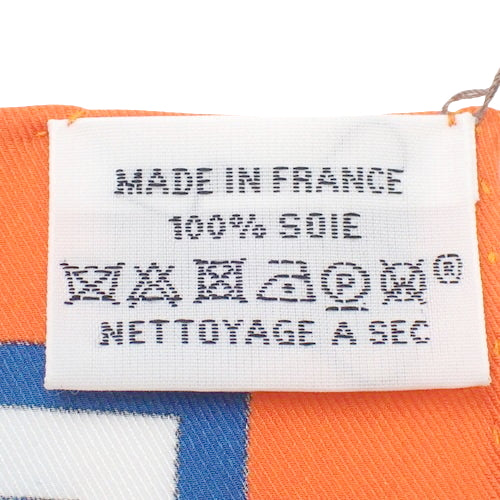 MADE IN FRANCE
100% SOIE
P ®
NETTOYAGE A SEC